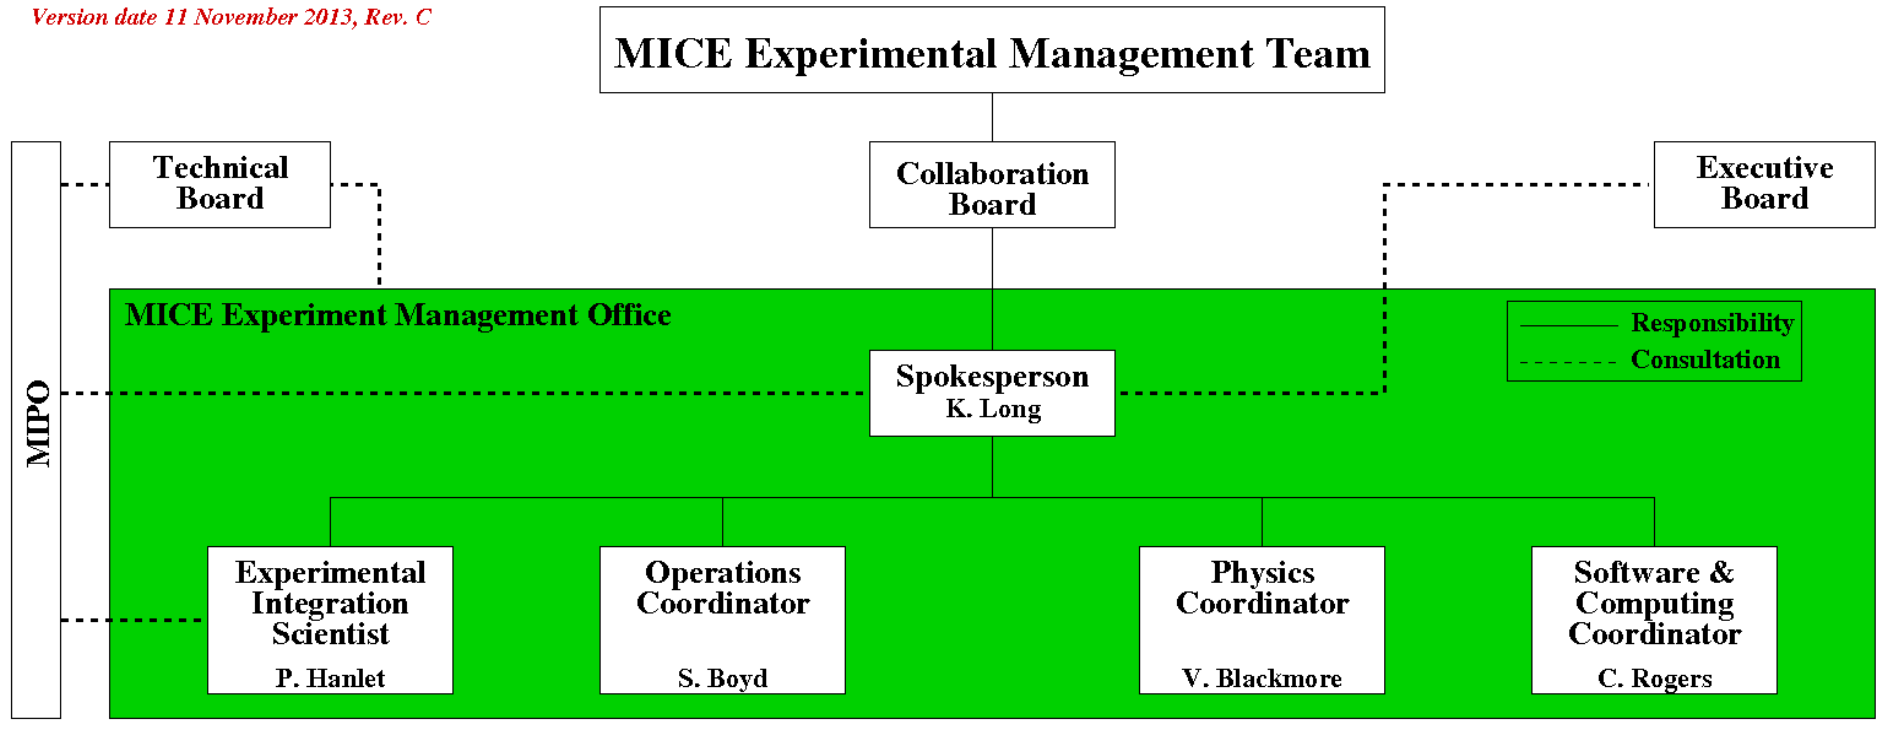 Version date 11 November 2013, Rev. C
MICE Experimental Management Team
Technical
Board
Collaboration
Board
Executive
Board
MICE Experiment Management Office
Responsibility
Consultation
MIPO
Spokesperson
K. Long
Experimental
Integration
Scientist
P. Hanlet
Operations
Coordinator
S. Boyd
Physics
Coordinator
V. Blackmore
Software &
Computing
Coordinator
C. Rogers